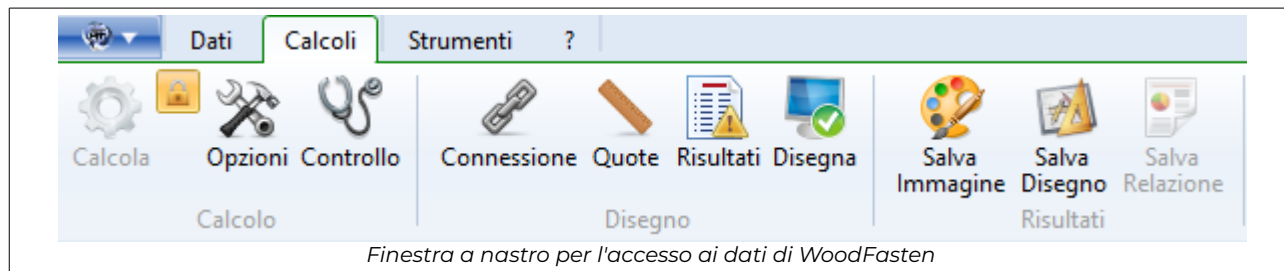 Dati Calcoli Strumenti ?
Calcola Opzioni Controllo Connessione Quote Risultati Disegna Salva Immagine Salva Disegno Salva Relazione
Calcolo Disegno Risultati
Finestra a nastro per l'accesso ai dati di WoodFasten